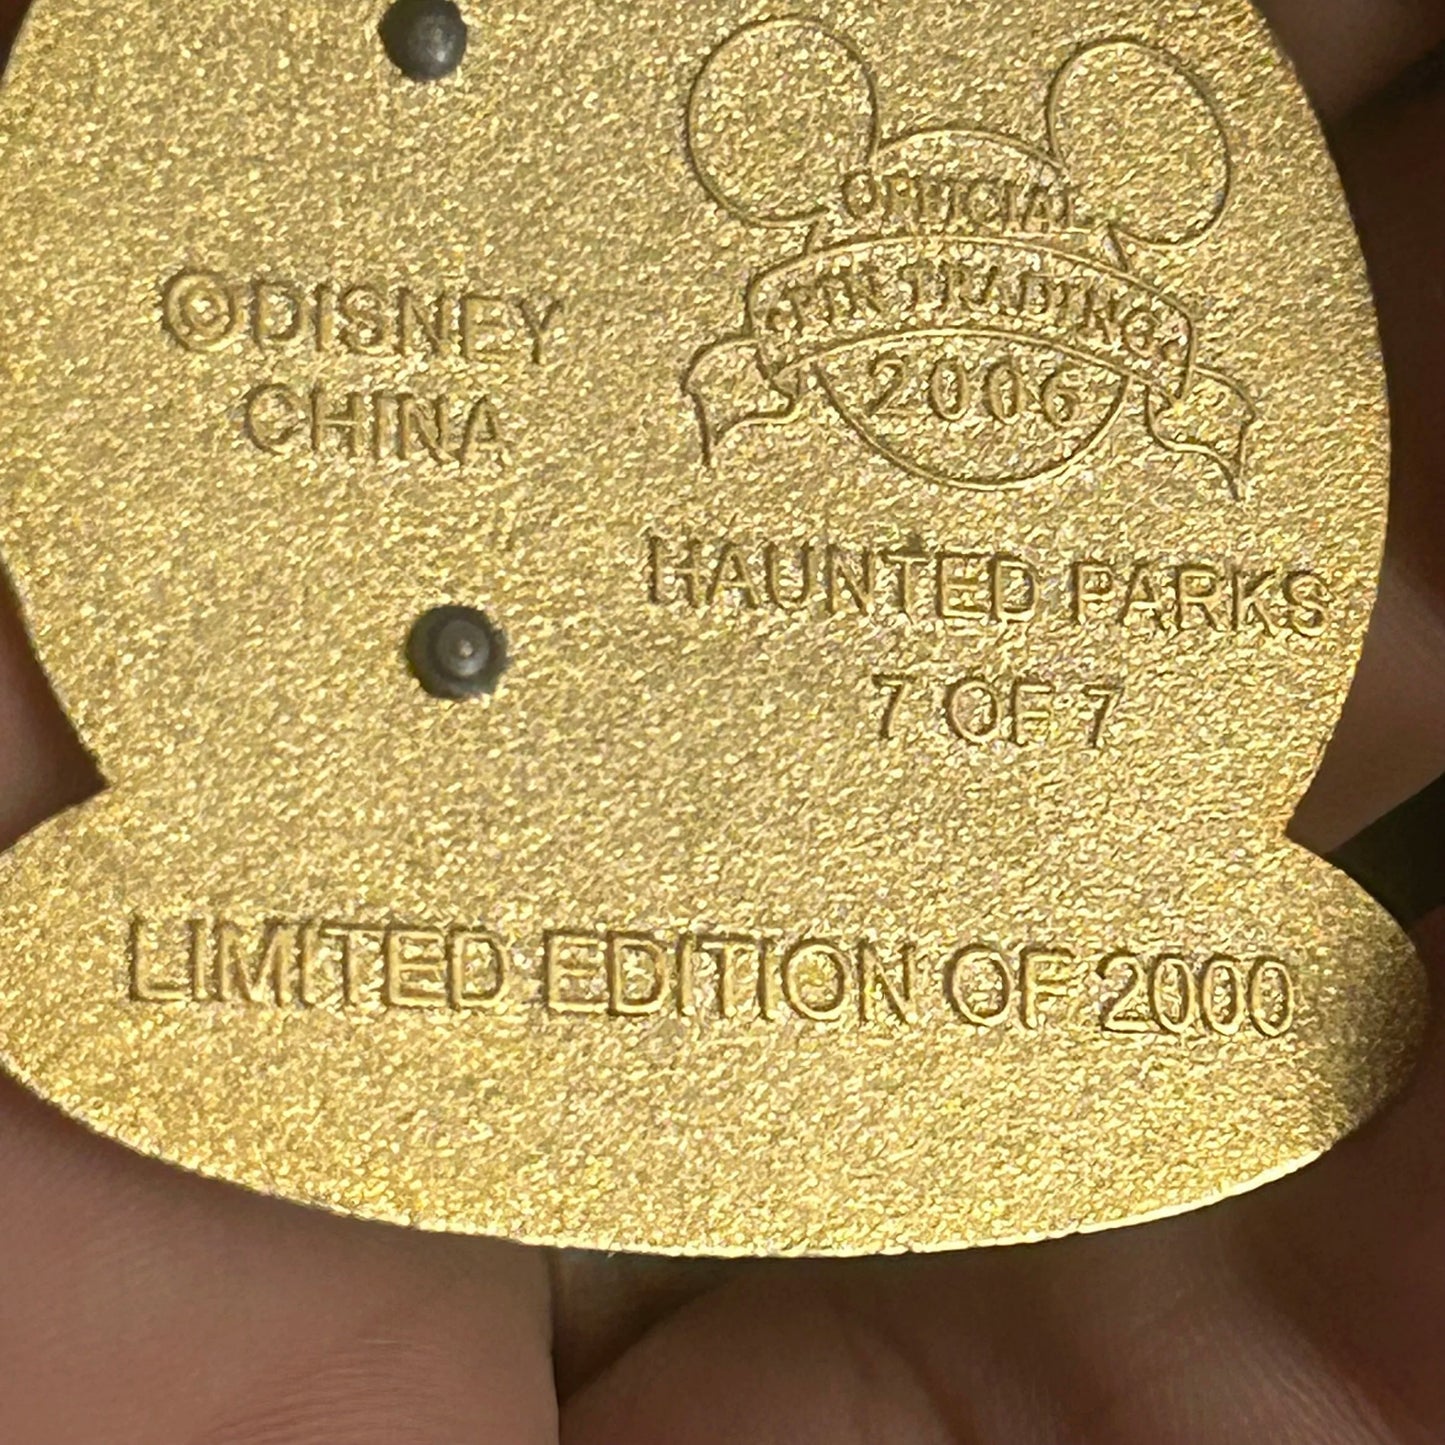 ©DISNEY
CHINA
OFFICIAL
PIN TRADING
2006
HAUNTED PARKS
7 OF 7
LIMITED EDITION OF 2000